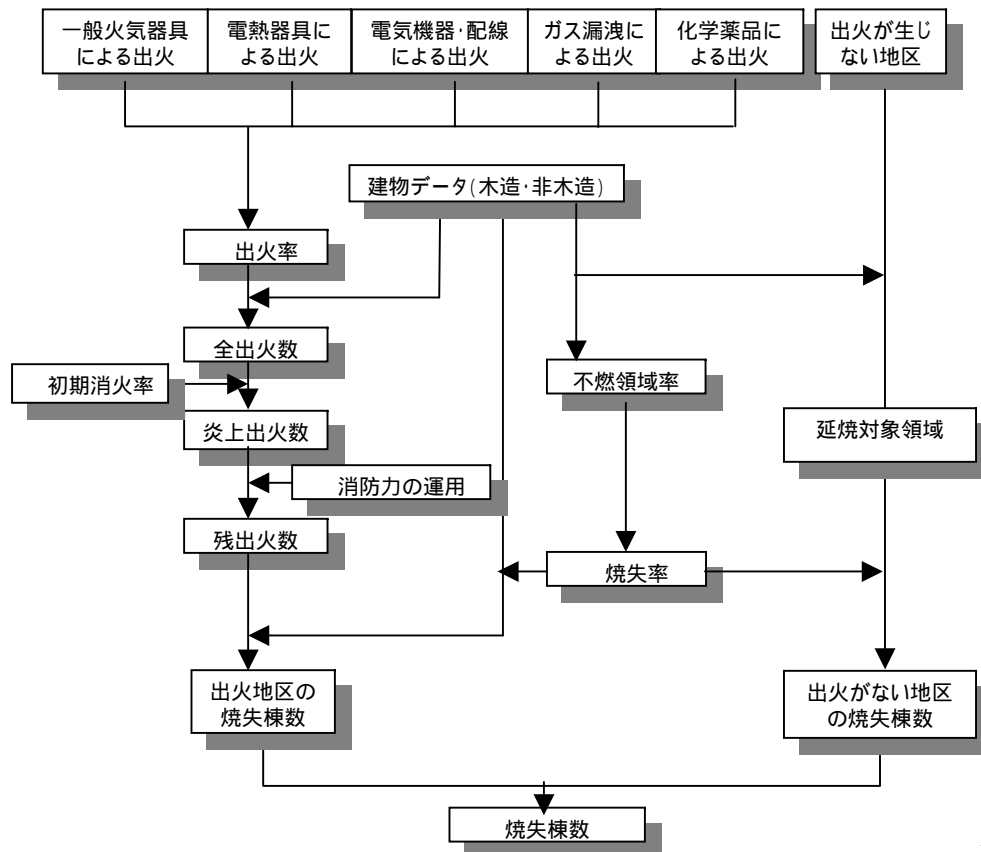 一般火気器具
による出火
電熱器具に
よる出火
電気機器・配線
による出火
ガス漏洩に
よる出火
化学薬品に
よる出火
出火が生じ
ない地区
建物データ(木造・非木造)
出火率
全出火数
初期消火率
不燃領域率
炎上出火数
延焼対象領域
消防力の運用
残出火数
焼失率
出火地区の
焼失棟数
出火がない地区
の焼失棟数
焼失棟数